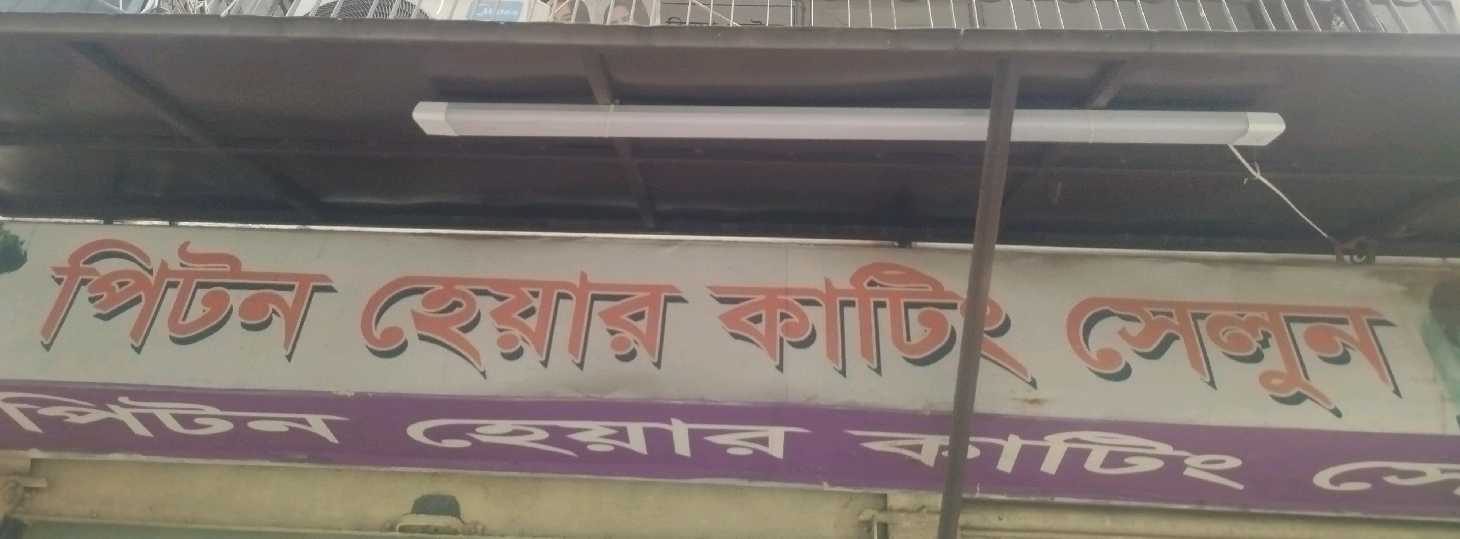 পিটন হেয়ার কাটিং সেলুন
পিটন হেয়ার কাটিং সে